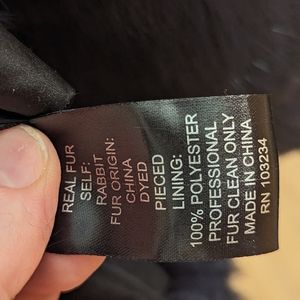 REAL FUR
SELF:
RABBIT
FUR ORIGIN:
CHINA
DYED
PIECED
LINING:
100% POLYESTER
PROFESSIONAL
FUR CLEAN ONLY
MADE IN CHINA
RN 103234